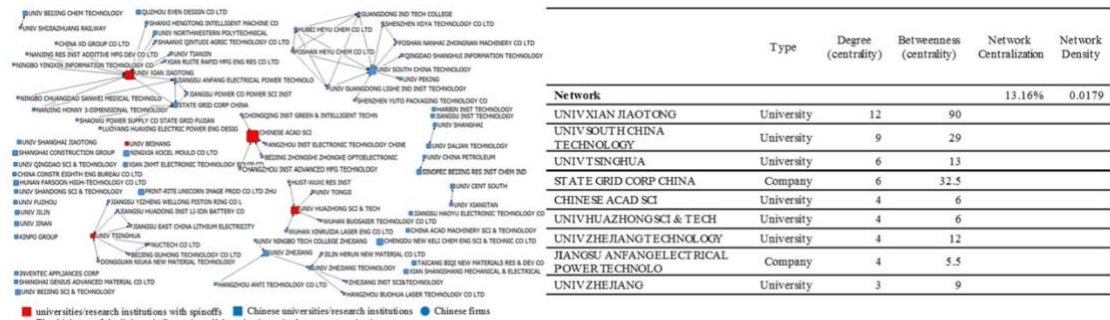 UNIV BEIJING CHEM TECHNOLOGY
UNIV SHIJIAZHUANG RAILWAY
QUZHOU EVEN DESIGN CO LTD
SHANXI HENGTONG INTELLIGENT MACHINE CO
UNIV NORTHWESTERN POLYTECHNICAL
SHAANXI QINTUDI AGRIC TECHNOLOGY CO LTD
CHINA XD GROUP CO LTD
UNIV TIANJIN
NANJING RES INST ADDITIVE MFG DEV CO LTD
XIAN RUITE RAPID MFG ENG RES CO LTD
NINGBO YINGXIN INFORMATION TECHNOLOGY CO
UNIV XIAN JIAOTONG
JIANGSU ANFANG ELECTRICAL POWER TECHNOLO
JIANGSU POWER CO POWER SCI INST
NINGBO CHUANGDAO SANWEI MEDICAL TECHNOLO
STATE GRID CORP CHINA
NANJING HONNY 3-DIMENSIONAL TECHNOLOGY
SHAOWU POWER SUPPLY CO STATE GRID FUJIAN
LUOYANG HUAXING ELECTRIC POWER ENG DESIG
GUANGDONG IND TECH COLLEGE
SHENZHEN XDYA TECHNOLOGY CO LTD
HUBEI HEYU CHEM CO LTD
FOSHAN NANHAI ZHONGNAN MACHINERY CO LTD
FOSHAN HEYU CHEM CO LTD
QINGDAO SHANGHUI INFORMATION TECHNOLOGY
UNIV SOUTH CHINA TECHNOLOGY
UNIV PEKING
UNIV GUANGDONG LISHE IND INST TECHNOLOGY
SHENZHEN YUTO PACKAGING TECHNOLOGY CO
HARBIN INST TECHNOLOGY
JIANGSU INST TECHNOLOGY
CHONGQING INST GREEN & INTELLIGENT TECHN
UNIV SHANGHAI
CHINESE ACAD SCI
HANGZHOU INST ELECTRONIC TECHNOLOGY CHINE
UNIV DALIAN TECHNOLOGY
BEIJING ZHONGSHI ZHONGKE OPTOELECTRONIC
UNIV CHINA PETROLEUM
CHANGZHOU INST ADVANCED MFG TECHNOLOGY
SINOPEC BEIJING RES INST CHEM IND
UNIV SHANGHAI JIAOTONG
UNIV BEIHANG
SHANGHAI CONSTRUCTION GROUP
NINGXIA KOCEL MOULD CO LTD
UNIV QINGDAO SCI & TECHNOLOGY
XIAN ZKMT ELECTRONIC TECHNOLOGY EQUIP CO
CHINA CONSTR EIGHTH ENG BUREAU CO LTD
HUNAN FARSOON HIGH-TECHNOLOGY CO LTD
UNIV SHANDONG SCI & TECHNOLOGY
PRINT-RITE UNICORN IMAGE PROD CO LTD ZHU
HUST-WUXI RES INST
UNIV TONGJI
UNIV CENT SOUTH
UNIV XIANGTAN
UNIV FUZHOU
JIANGSU YIZHENG WELLONG PISTON RING CO L
UNIV JILIN
JIANGSU HUADONG INST LI-ION BATTERY CO
UNIV HUAZHONG SCI & TECH
JIANGSU HAOYU ELECTRONIC TECHNOLOGY CO
UNIV JINAN
JIANGSU EAST CHINA LITHIUM ELECTRICITY
CHINA ACAD MACHINERY SCI & TECHNOLOGY
KINPO GROUP
UNIV TSINGHUA
WUHAN XINRUIDA LASER ENG CO LTD
UNIV NINGBO TECH COLLEGE ZHEJIANG
CHENGDU NEW KELI CHEM ENG SCI & TECHNIC CO LTD
NUCTECH CO LTD
BEIJING GUHONG TECHNOLOGY CO LTD
UNIV ZHEJIANG
JILIN HERUN NEW MATERIAL CO LTD
DONGGUAN NIUKA NEW MATERIAL TECHNOLOGY
UNIV ZHEJIANG TECHNOLOGY
XIAN SHANGSHANG MECHANICAL & ELECTRICAL
INVENTEC APPLIANCES CORP
ZHEJIANG INST SCI&TECHNOLOGY
SHANGHAI GENIUS ADVANCED MATERIAL CO LTD
HANGZHOU ANTI TECHNOLOGY CO LTD
UNIV BEIJING SCI & TECHNOLOGY
HANGZHOU BUOHUA LASER TECHNOLOGY CO LTD
universities/research institutions with spinoffs Chinese universities/research institutions Chinese firms
Type Degree (centrality) Betweenness (centrality) Network Centralization Network Density
Network 13.16% 0.0179
UNIV XIAN JIAOTONG University 12 90
UNIV SOUTH CHINA TECHNOLOGY University 9 29
UNIV TSINGHUA University 6 13
STATE GRID CORP CHINA Company 6 32.5
CHINESE ACAD SCI University 4 6
UNIV HUAZHONG SCI & TECH University 4 6
UNIV ZHEJIANG TECHNOLOGY University 4 12
JIANGSU ANFANG ELECTRICAL POWER TECHNOLO Company 4 5.5
UNIV ZHEJIANG University 3 9